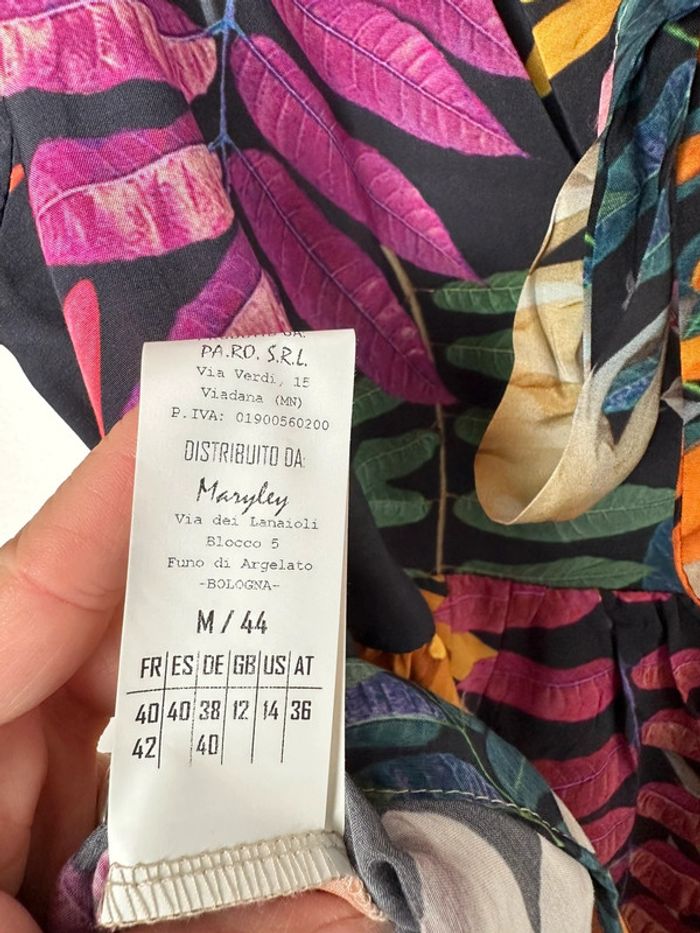 PA.RO. S.R.L.
Via Verdi, 15
Viadana (MN)
P.IVA: 01900560200
DISTRIBUITO DA:
Maryley
Via dei Lanaioli
Blocco 5
Funo di Argelato
-BOLOGNA-
M / 44
FR ES DE GB US AT
40 40 38 12 14 36
42 40